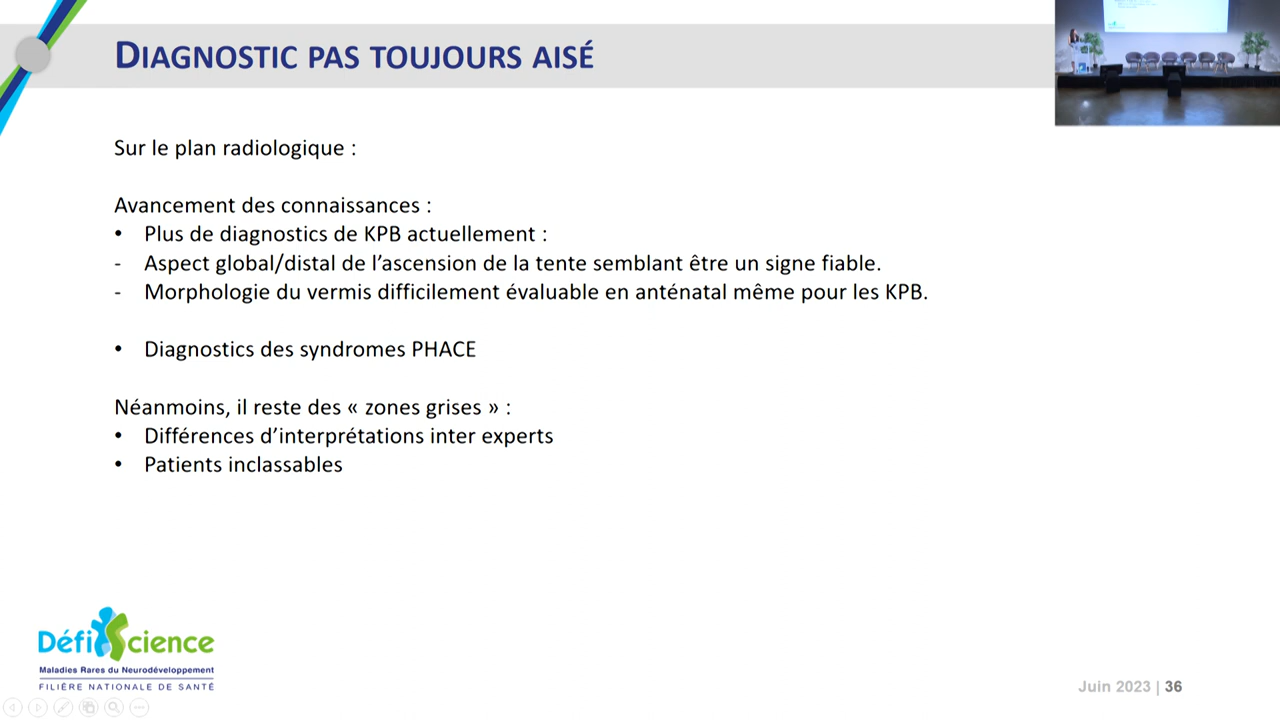 DIAGNOSTIC PAS TOUJOURS AISÉ
Sur le plan radiologique :
Avancement des connaissances :
• Plus de diagnostics de KPB actuellement :
- Aspect global/distal de l’ascension de la tente semblant être un signe fiable.
- Morphologie du vermis difficilement évaluable en anténatal même pour les KPB.
• Diagnostics des syndromes PHACE
Néanmoins, il reste des « zones grises » :
• Différences d’interprétations inter experts
• Patients inclassables
DéfiScience
Maladies Rares du Neurodéveloppement
FILIÈRE NATIONALE DE SANTÉ
Juin 2023 | 36